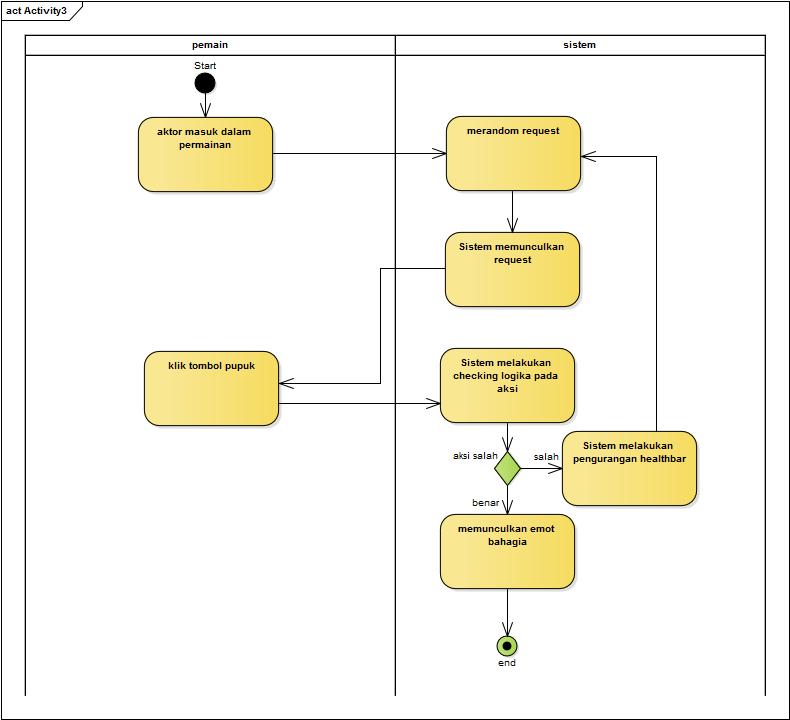 act Activity3
pemain
sistem
Start
aktor masuk dalam
permainan
merandom request
Sistem memunculkan
request
klik tombol pupuk
Sistem melakukan
checking logika pada
aksi
aksi salah
salah
Sistem melakukan
pengurangan healthbar
benar
memunculkan emot
bahagia
end